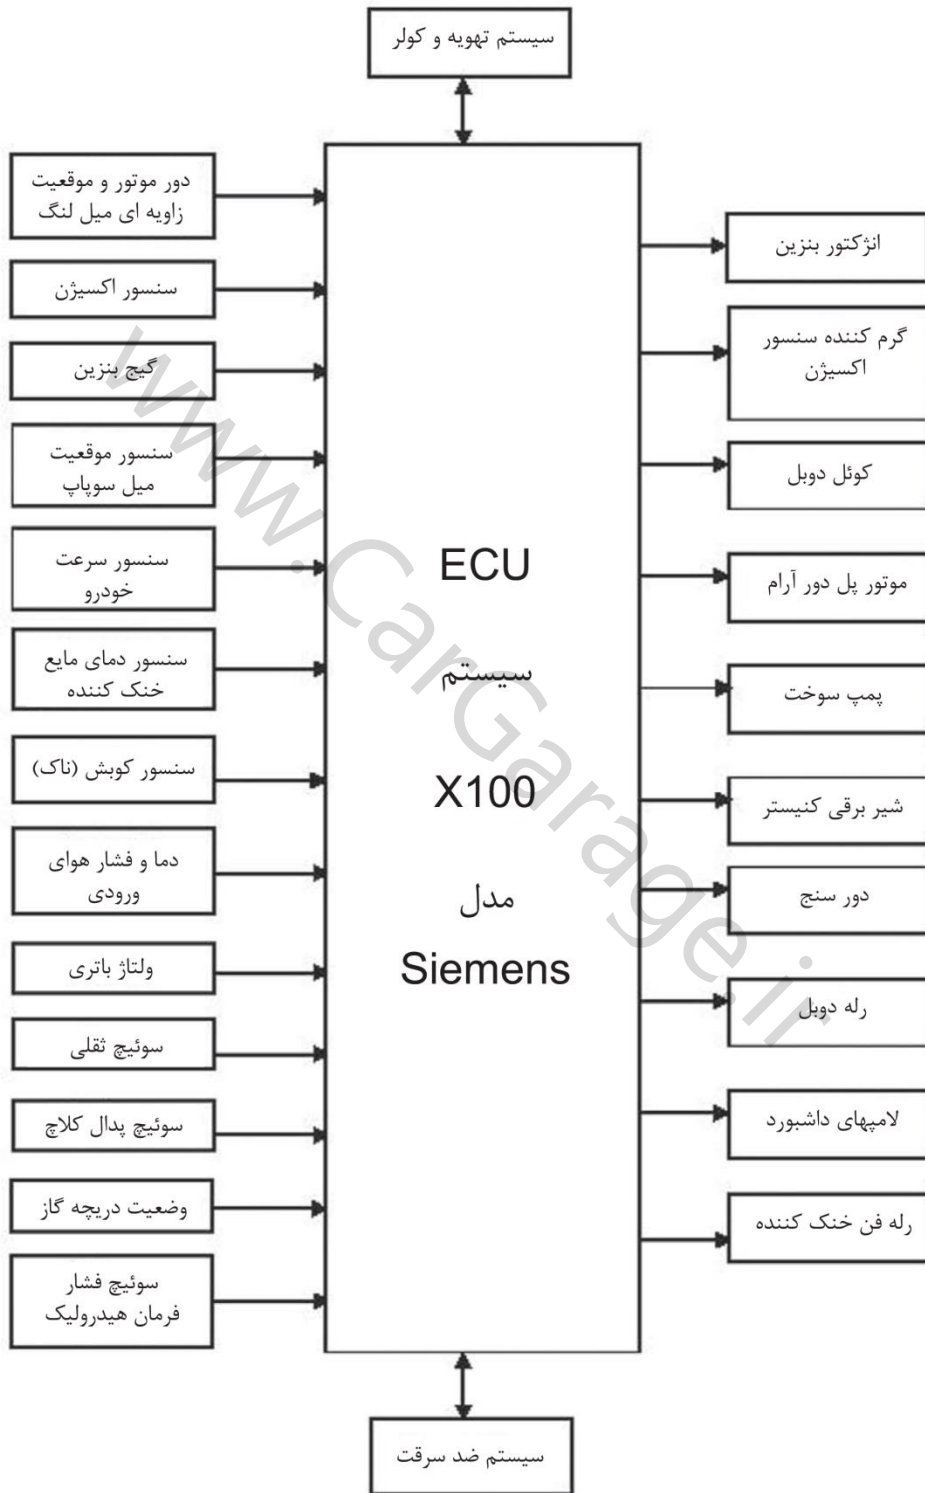 سیستم تهویه و کولر
دور موتور و موقعیت
زاویه ای میل لنگ
سنسور اکسیژن
گیج بنزین
سنسور موقعیت
میل سوپاپ
سنسور سرعت
خودرو
سنسور دمای مایع
خنک کننده
سنسور کوبش (ناک)
دما و فشار هوای
ورودی
ولتاژ باتری
سوئیچ ثقلی
سوئیچ پدال کلاچ
وضعیت دریچه گاز
سوئیچ فشار
فرمان هیدرولیک
ECU
سیستم
X100
مدل
Siemens
انژکتور بنزین
گرم کننده سنسور
اکسیژن
کوئل دوبل
موتور پل دور آرام
پمپ سوخت
شیر برقی کنیستر
دور سنج
رله دوبل
لامپهای داشبورد
رله فن خنک کننده
سیستم ضد سرقت
www.CarGarage.ir